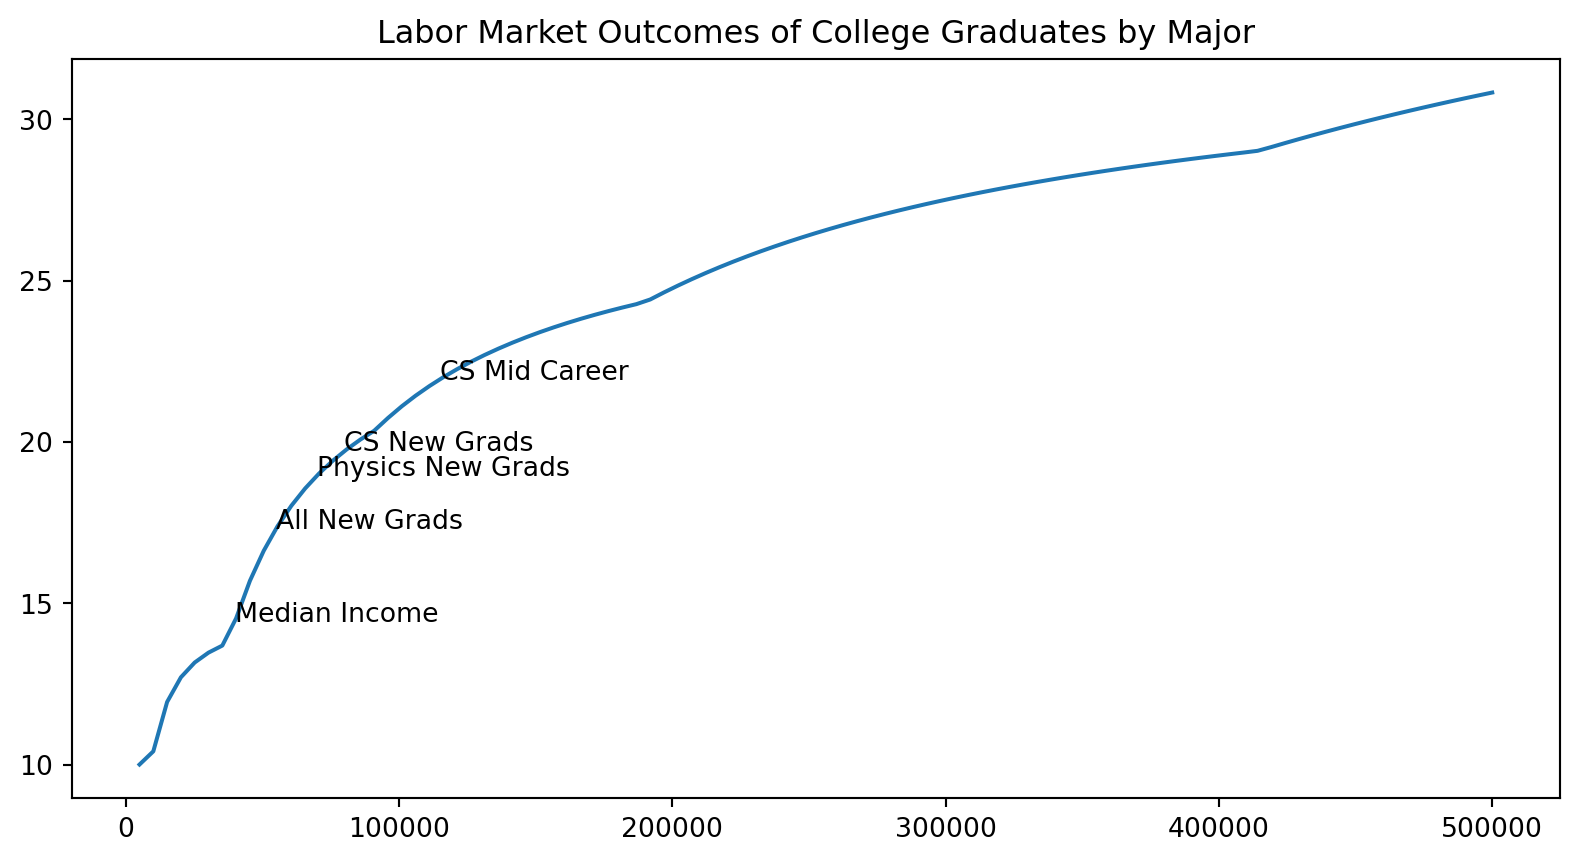 Labor Market Outcomes of College Graduates by Major
30
25
20
15
10
CS Mid Career
CS New Grads
Physics New Grads
All New Grads
Median Income
0
100000
200000
300000
400000
500000